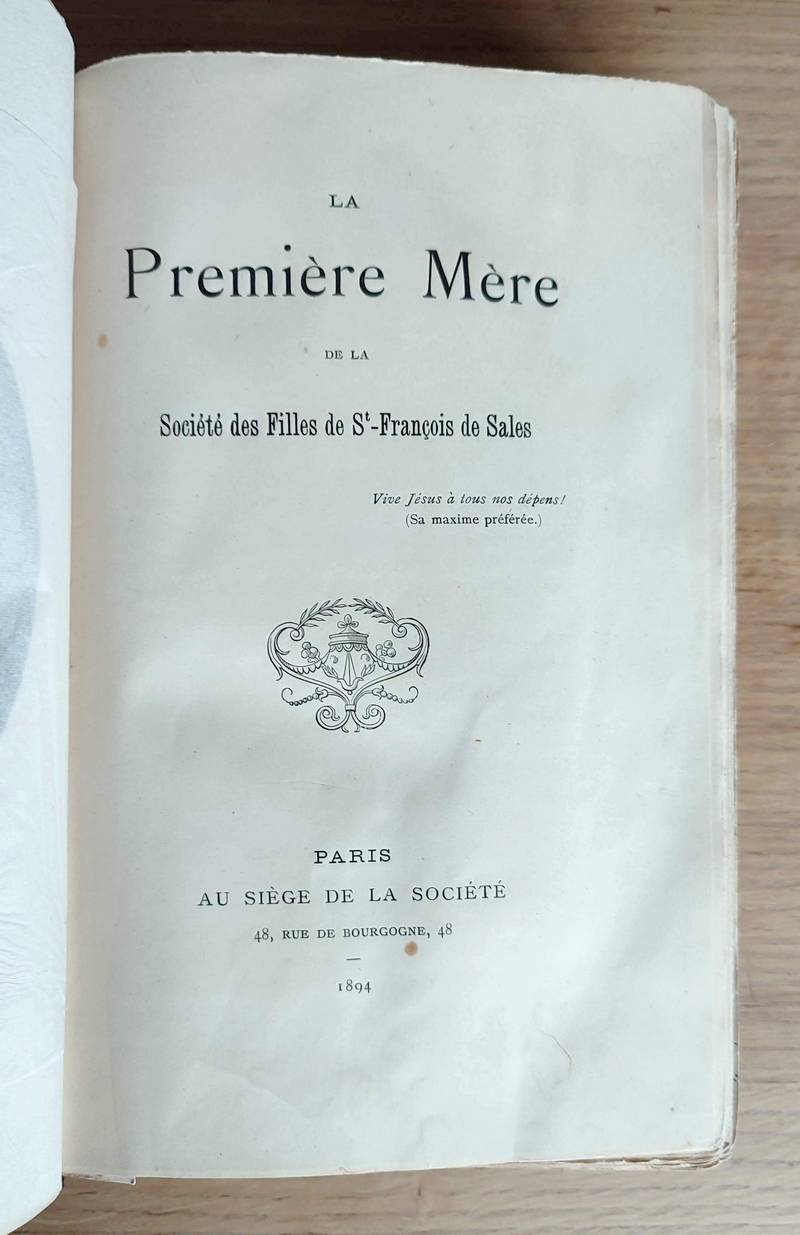 LA
Première Mère
DE LA
Société des Filles de Sᵗ-François de Sales
Vive Jésus à tous nos dépens!
(Sa maxime préférée.)
PARIS
AU SIÈGE DE LA SOCIÉTÉ
48, RUE DE BOURGOGNE, 48
—
1894